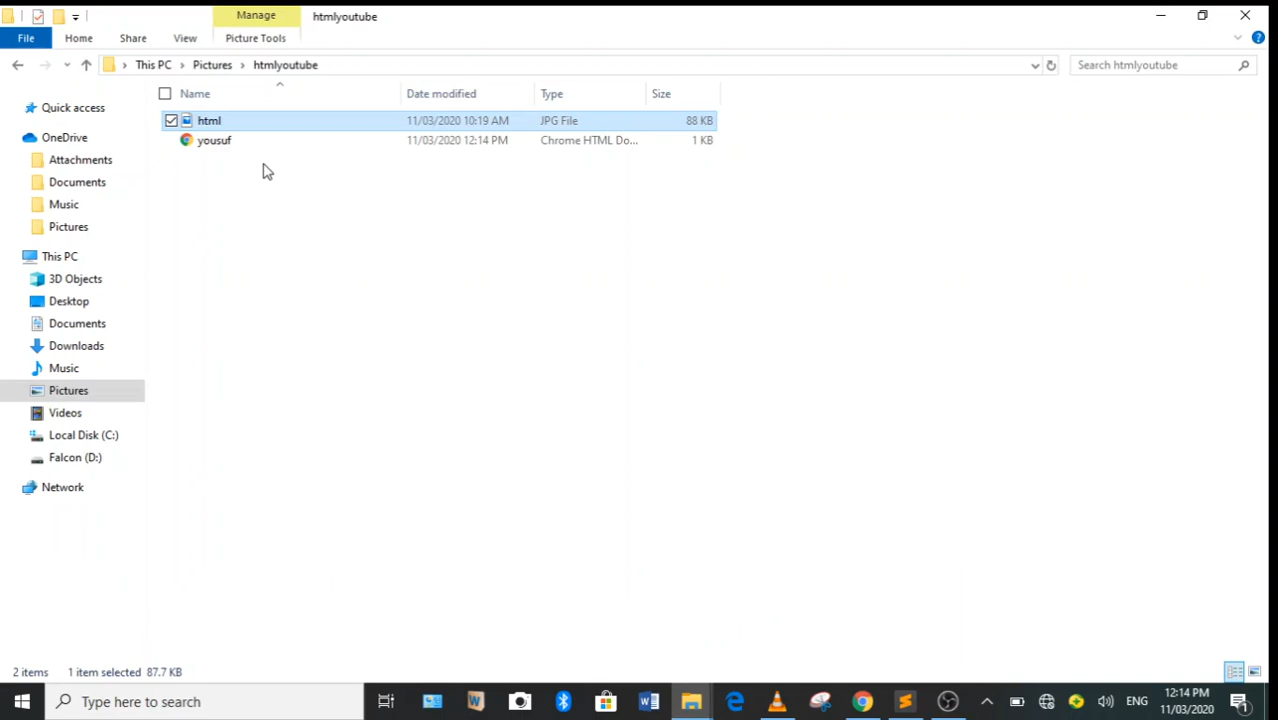 Manage
htmlyoutube
File
Home
Share
View
Picture Tools
This PC
Pictures
htmlyoutube
Search htmlyoutube
Name
Date modified
Type
Size
html
11/03/2020 10:19 AM
JPG File
88 KB
yousuf
11/03/2020 12:14 PM
Chrome HTML Do...
1 KB
Quick access
OneDrive
Attachments
Documents
Music
Pictures
This PC
3D Objects
Desktop
Documents
Downloads
Music
Pictures
Videos
Local Disk (C:)
Falcon (D:)
Network
2 items
1 item selected 87.7 KB
Type here to search
ENG
12:14 PM
11/03/2020
1